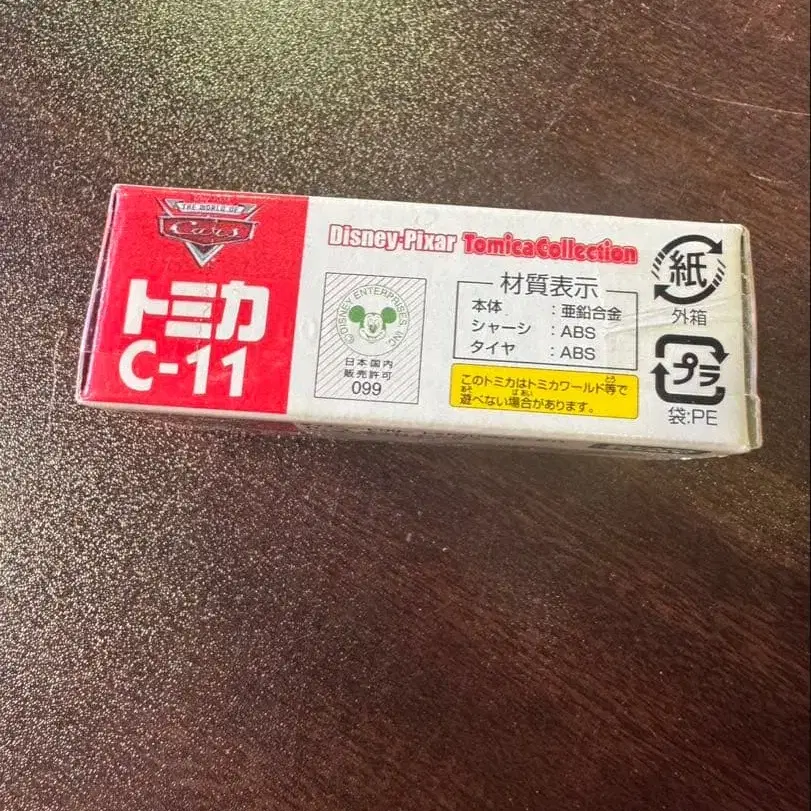 THE WORLD OF
Cars
トミカ
C-11
Disney・Pixar TomicaCollection
©DISNEY ENTERPRISES, INC.
日本国内
販売許可
099
材質表示
本体 :亜鉛合金
シャーシ :ABS
タイヤ :ABS
このトミカはトミカワールド等で
遊べない場合があります。
紙
外箱
プラ
袋:PE